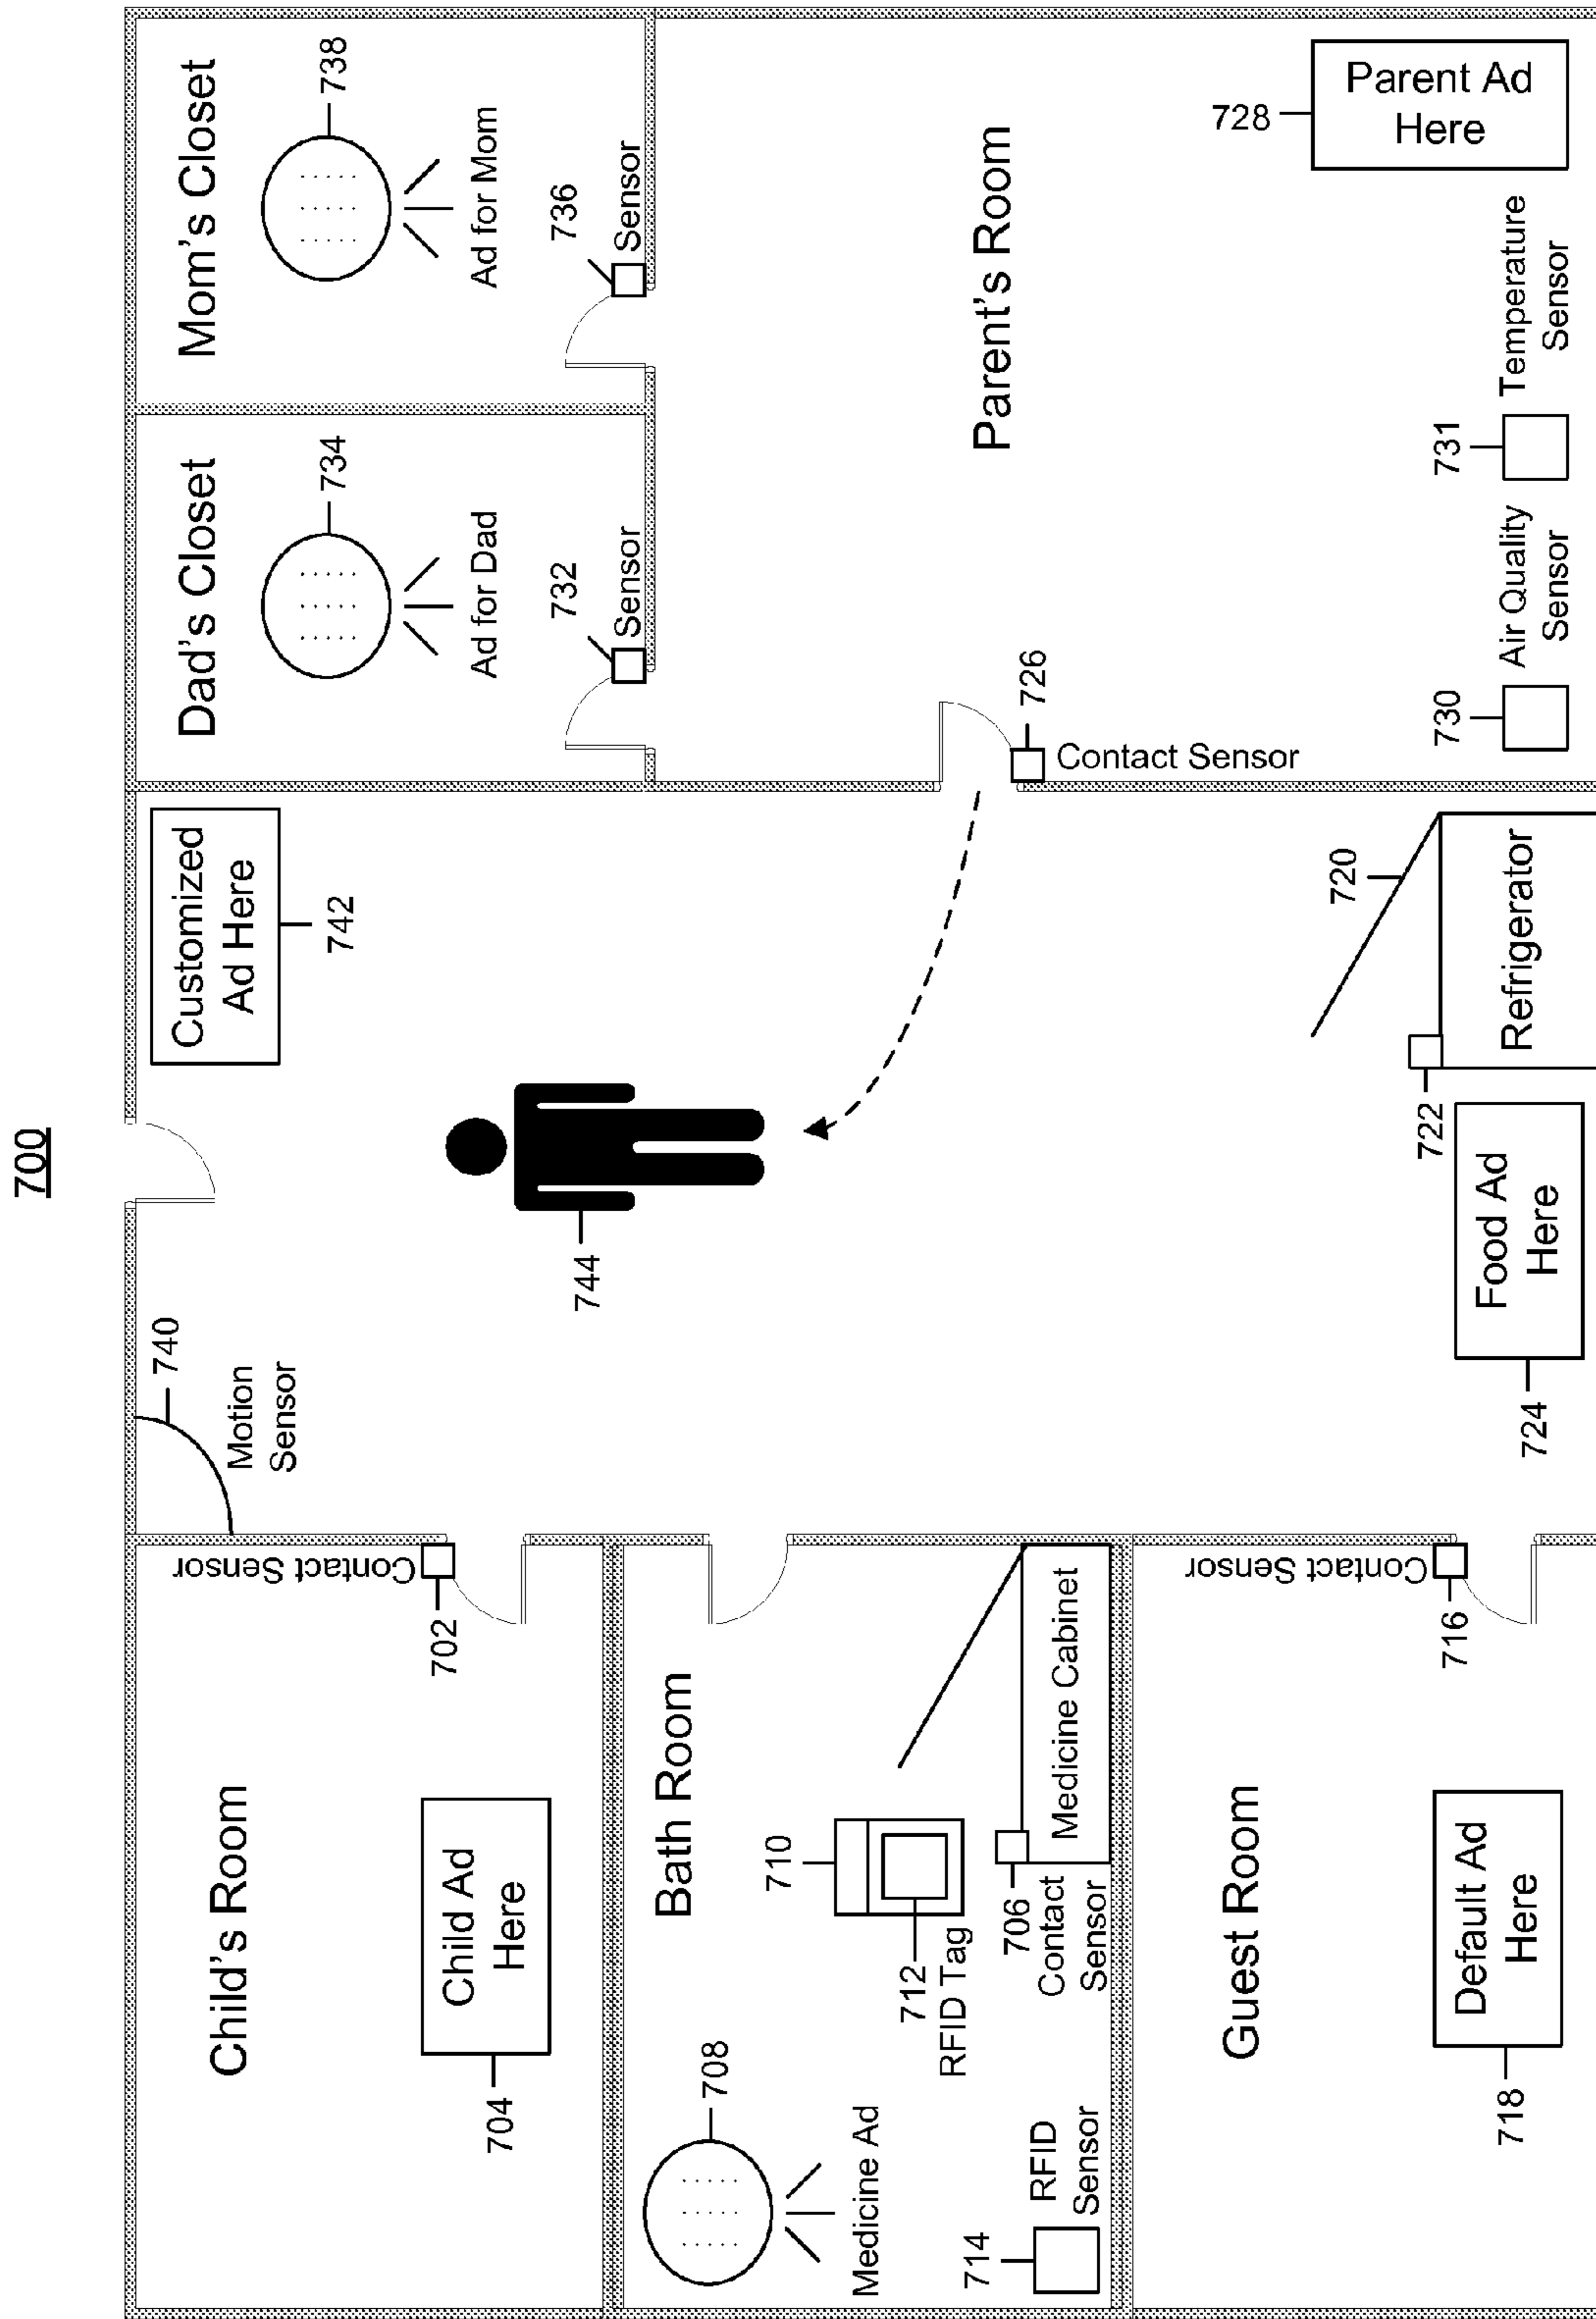 700
Child's Room
Contact Sensor
702
Child Ad
Here
704
740
Motion
Sensor
Customized
Ad Here
742
Dad's Closet
734
Ad for Dad
732
Sensor
Mom's Closet
738
Ad for Mom
736
Sensor
744
Bath Room
708
Medicine Ad
710
712
RFID Tag
714
RFID
Sensor
706
Contact
Sensor
Medicine Cabinet
Parent's Room
726
Contact Sensor
728
Parent Ad
Here
730
Air Quality
Sensor
731
Temperature
Sensor
Guest Room
Contact Sensor
716
Default Ad
Here
718
720
722
Refrigerator
Food Ad
Here
724